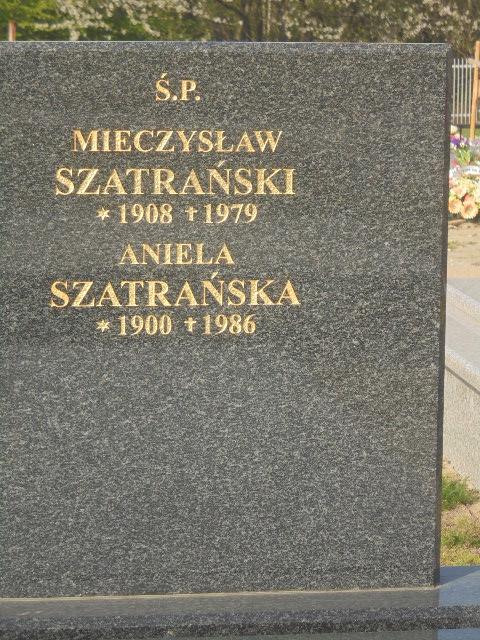 Ś.P.
MIECZYSŁAW
SZATRAŃSKI
* 1908 ✝ 1979
ANIELA
SZATRAŃSKA
* 1900 ✝ 1986